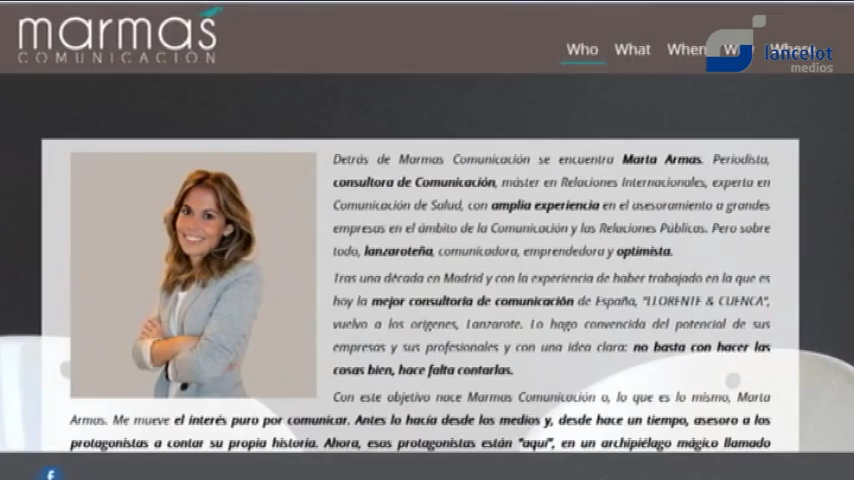 marmas
COMUNICACIÓN
Who What When Where
lancelot
medios
Detrás de Marmas Comunicación se encuentra Marta Armas. Periodista,
consultora de Comunicación, máster en Relaciones Internacionales, experta en
Comunicación de Salud, con amplia experiencia en el asesoramiento a grandes
empresas en el ámbito de la Comunicación y las Relaciones Públicas. Pero sobre
todo, lanzaroteña, comunicadora, emprendedora y optimista.
Tras una década en Madrid y con la experiencia de haber trabajado en la que es
hoy la mejor consultoría de comunicación de España, "LLORENTE & CUENCA",
vuelvo a los orígenes, Lanzarote. Lo hago convencida del potencial de sus
empresas y sus profesionales y con una idea clara: no basta con hacer las
cosas bien, hace falta contarlas.
Con este objetivo nace Marmas Comunicación o, lo que es lo mismo, Marta
Armas. Me mueve el interés puro por comunicar. Antes lo hacía desde los medios y, desde hace un tiempo, asesoro a los
protagonistas a contar su propia historia. Ahora, esos protagonistas están "aquí", en un archipiélago mágico llamado
f